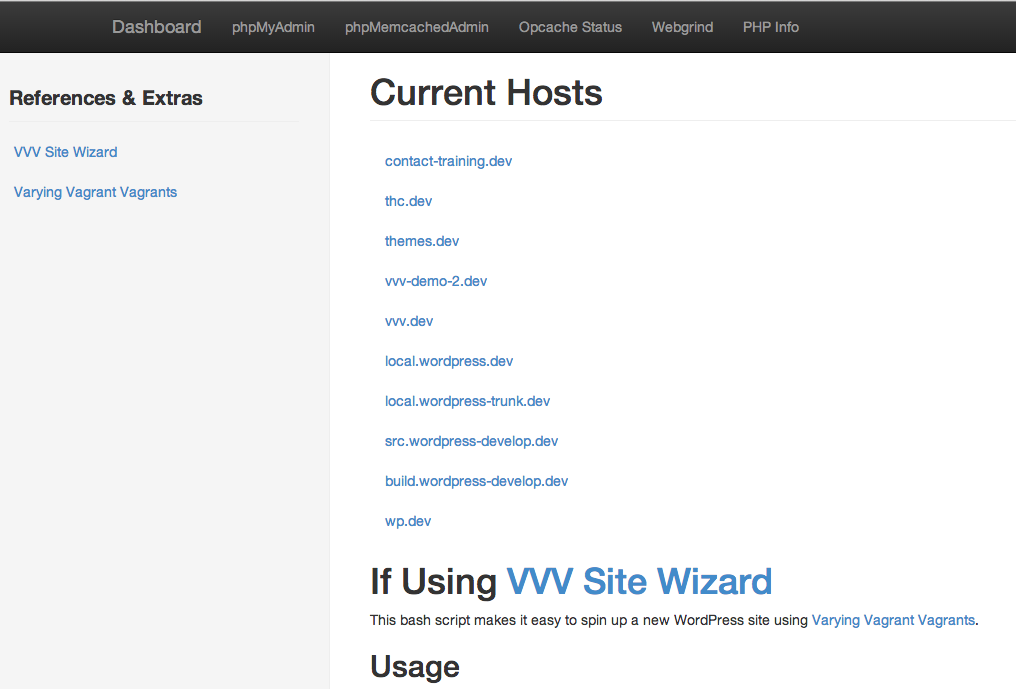 Dashboard phpMyAdmin phpMemcachedAdmin Opcache Status Webgrind PHP Info
References & Extras
VVV Site Wizard
Varying Vagrant Vagrants
Current Hosts
contact-training.dev
thc.dev
themes.dev
vvv-demo-2.dev
vvv.dev
local.wordpress.dev
local.wordpress-trunk.dev
src.wordpress-develop.dev
build.wordpress-develop.dev
wp.dev
If Using VVV Site Wizard
This bash script makes it easy to spin up a new WordPress site using Varying Vagrant Vagrants.
Usage